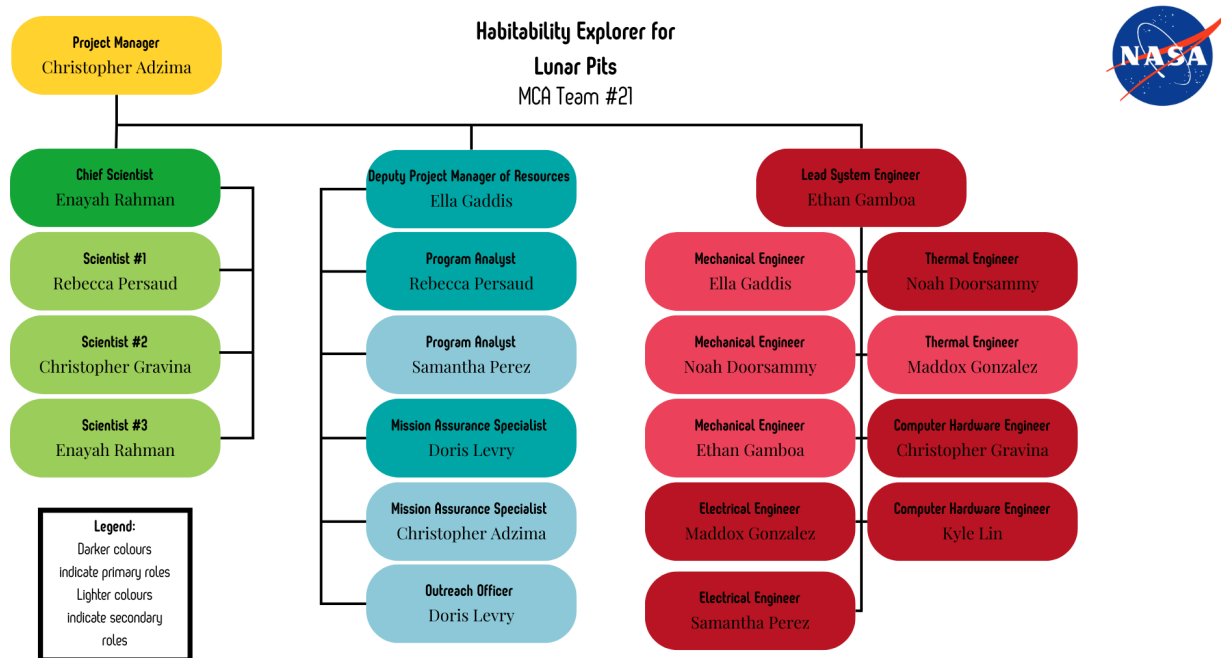 Project Manager
Christopher Adzima
Habitability Explorer for
Lunar Pits
MCA Team #21
NASA
Chief Scientist
Enayah Rahman
Scientist #1
Rebecca Persaud
Scientist #2
Christopher Gravina
Scientist #3
Enayah Rahman
Legend:
Darker colours
indicate primary roles
Lighter colours
indicate secondary
roles
Deputy Project Manager of Resources
Ella Gaddis
Program Analyst
Rebecca Persaud
Program Analyst
Samantha Perez
Mission Assurance Specialist
Doris Levry
Mission Assurance Specialist
Christopher Adzima
Outreach Officer
Doris Levry
Lead System Engineer
Ethan Gamboa
Mechanical Engineer
Ella Gaddis
Thermal Engineer
Noah Doorsammy
Mechanical Engineer
Noah Doorsammy
Thermal Engineer
Maddox Gonzalez
Mechanical Engineer
Ethan Gamboa
Computer Hardware Engineer
Christopher Gravina
Electrical Engineer
Maddox Gonzalez
Computer Hardware Engineer
Kyle Lin
Electrical Engineer
Samantha Perez